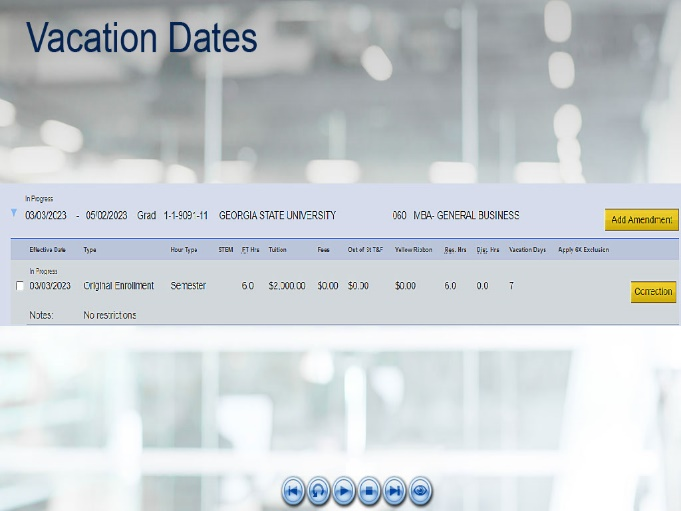 Vacation Dates
In Progress
03/03/2023 - 05/02/2023 Grad 1-1-9091-11 GEORGIA STATE UNIVERSITY 060 MBA- GENERAL BUSINESS Add Amendment
Effective Date Type Hour Type STEM FT Hrs Tuition Fees Out of St T&F Yellow Ribbon Res. Hrs Dist. Hrs Vacation Days Apply 6X Exclusion
In Progress
03/03/2023 Original Enrollment Semester 6.0 $2,000.00 $0.00 $0.00 $0.00 6.0 0.0 7 Correction
Notes: No restrictions